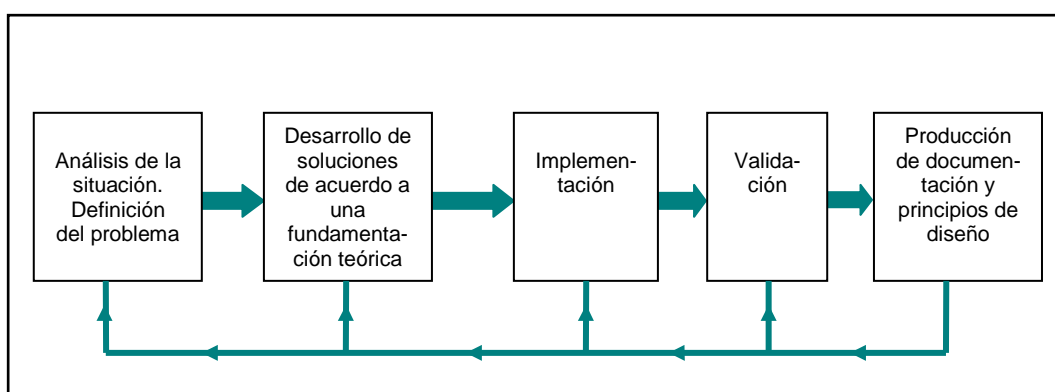 Análisis de la
situación.
Definición
del problema
Desarrollo de
soluciones
de acuerdo a
una
fundamenta-
ción teórica
Implemen-
tación
Valida-
ción
Producción
de documen-
tación y
principios de
diseño